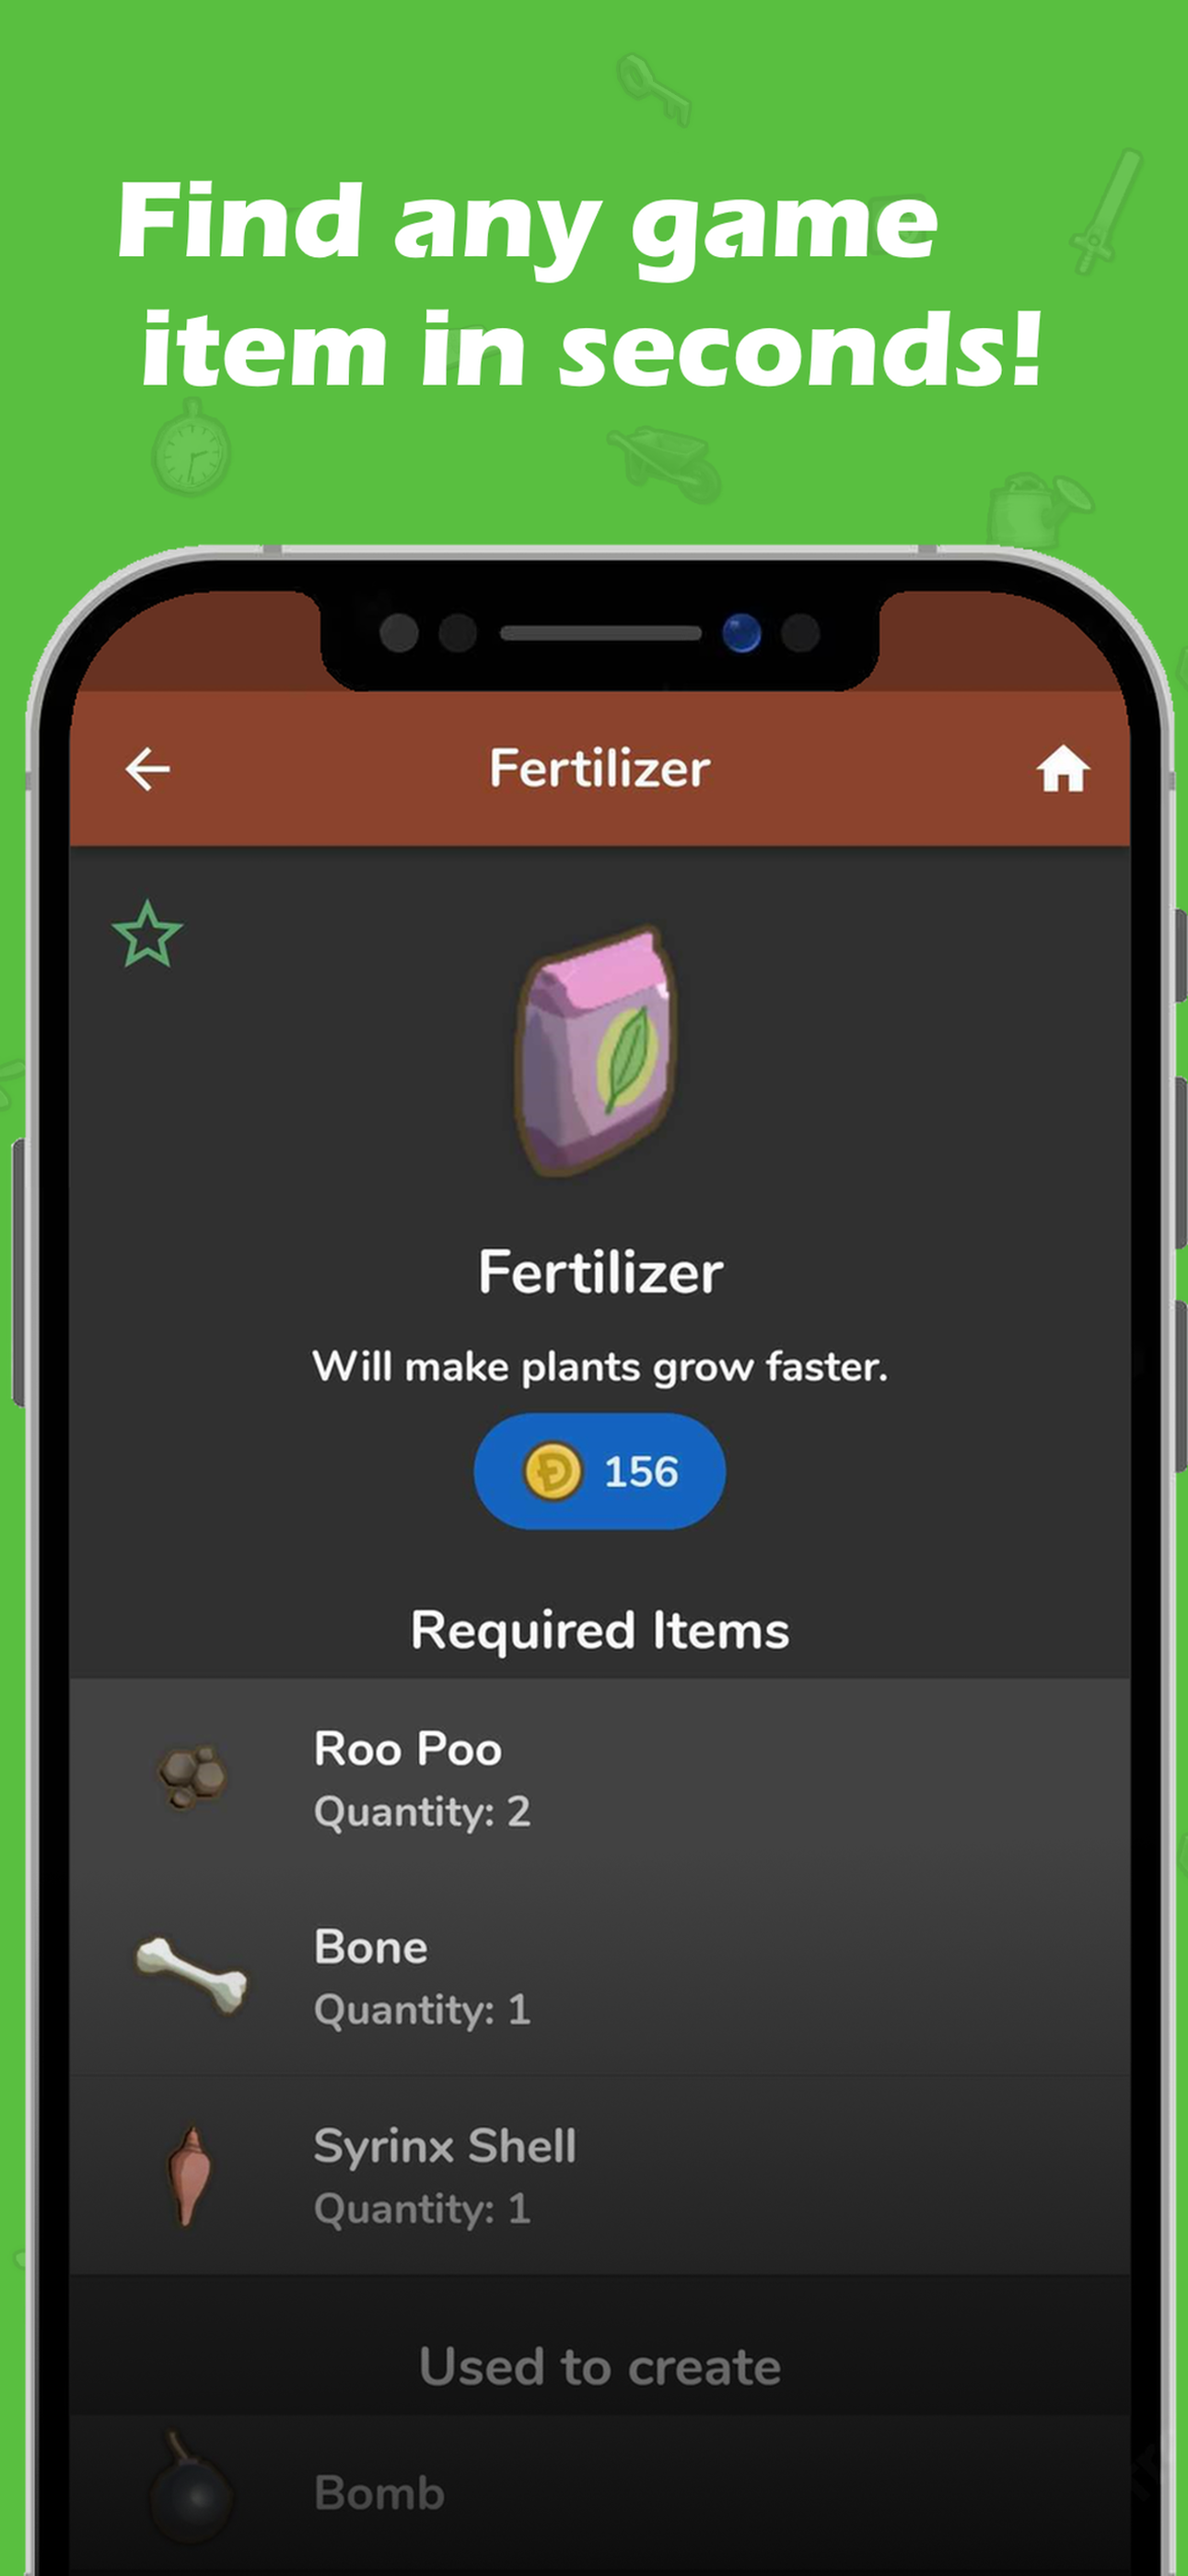 Find any game
item in seconds!
Fertilizer
Fertilizer
Will make plants grow faster.
156
Required Items
Roo Poo
Quantity: 2
Bone
Quantity: 1
Syrinx Shell
Quantity: 1
Used to create
Bomb